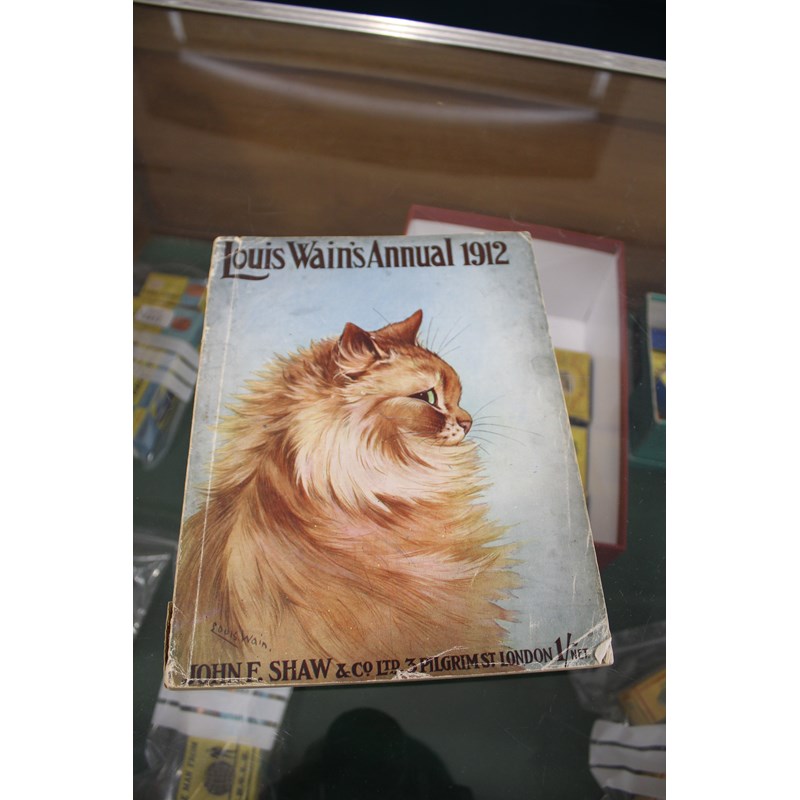 Louis Wain's Annual 1912
Louis Wain.
JOHN F. SHAW & Co LTD. 3 PILGRIM ST LONDON 1/- NET.